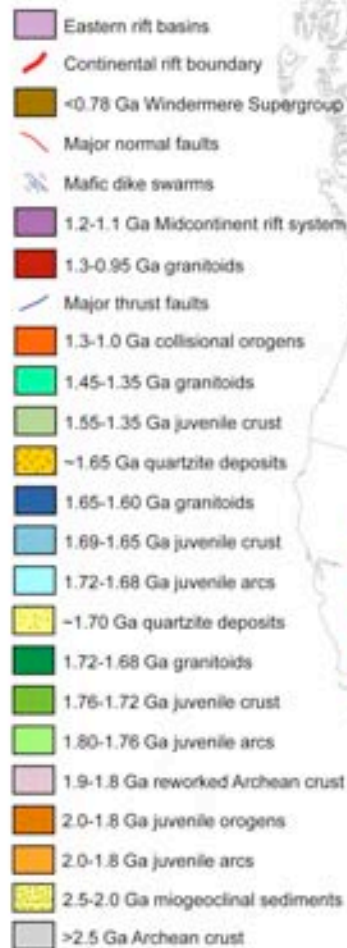 Eastern rift basins
Continental rift boundary
<0.78 Ga Windermere Supergroup
Major normal faults
Mafic dike swarms
1.2-1.1 Ga Midcontinent rift system
1.3-0.95 Ga granitoids
Major thrust faults
1.3-1.0 Ga collisional orogens
1.45-1.35 Ga granitoids
1.55-1.35 Ga juvenile crust
~1.65 Ga quartzite deposits
1.65-1.60 Ga granitoids
1.69-1.65 Ga juvenile crust
1.72-1.68 Ga juvenile arcs
~1.70 Ga quartzite deposits
1.72-1.68 Ga granitoids
1.76-1.72 Ga juvenile crust
1.80-1.76 Ga juvenile arcs
1.9-1.8 Ga reworked Archean crust
2.0-1.8 Ga juvenile orogens
2.0-1.8 Ga juvenile arcs
2.5-2.0 Ga miogeoclinal sediments
>2.5 Ga Archean crust